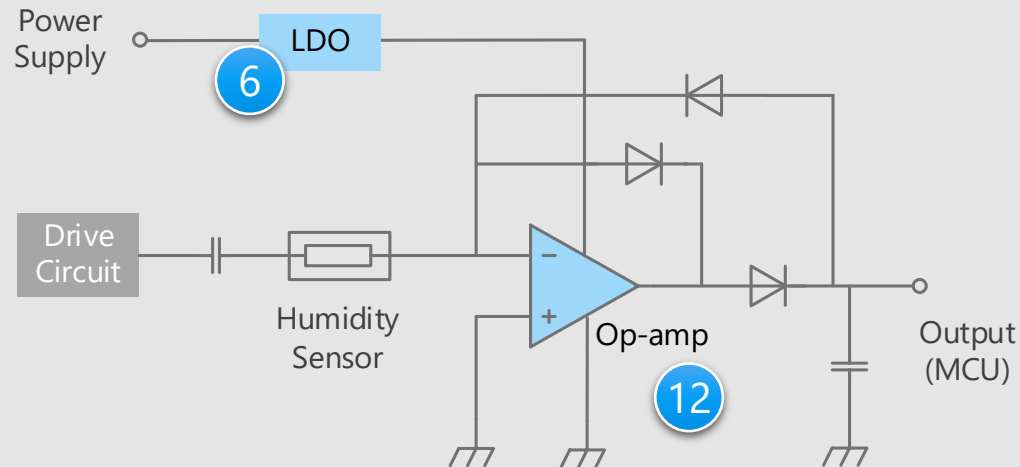 Power
Supply
LDO
6
Drive
Circuit
Humidity
Sensor
−
+
Op-amp
12
Output
(MCU)